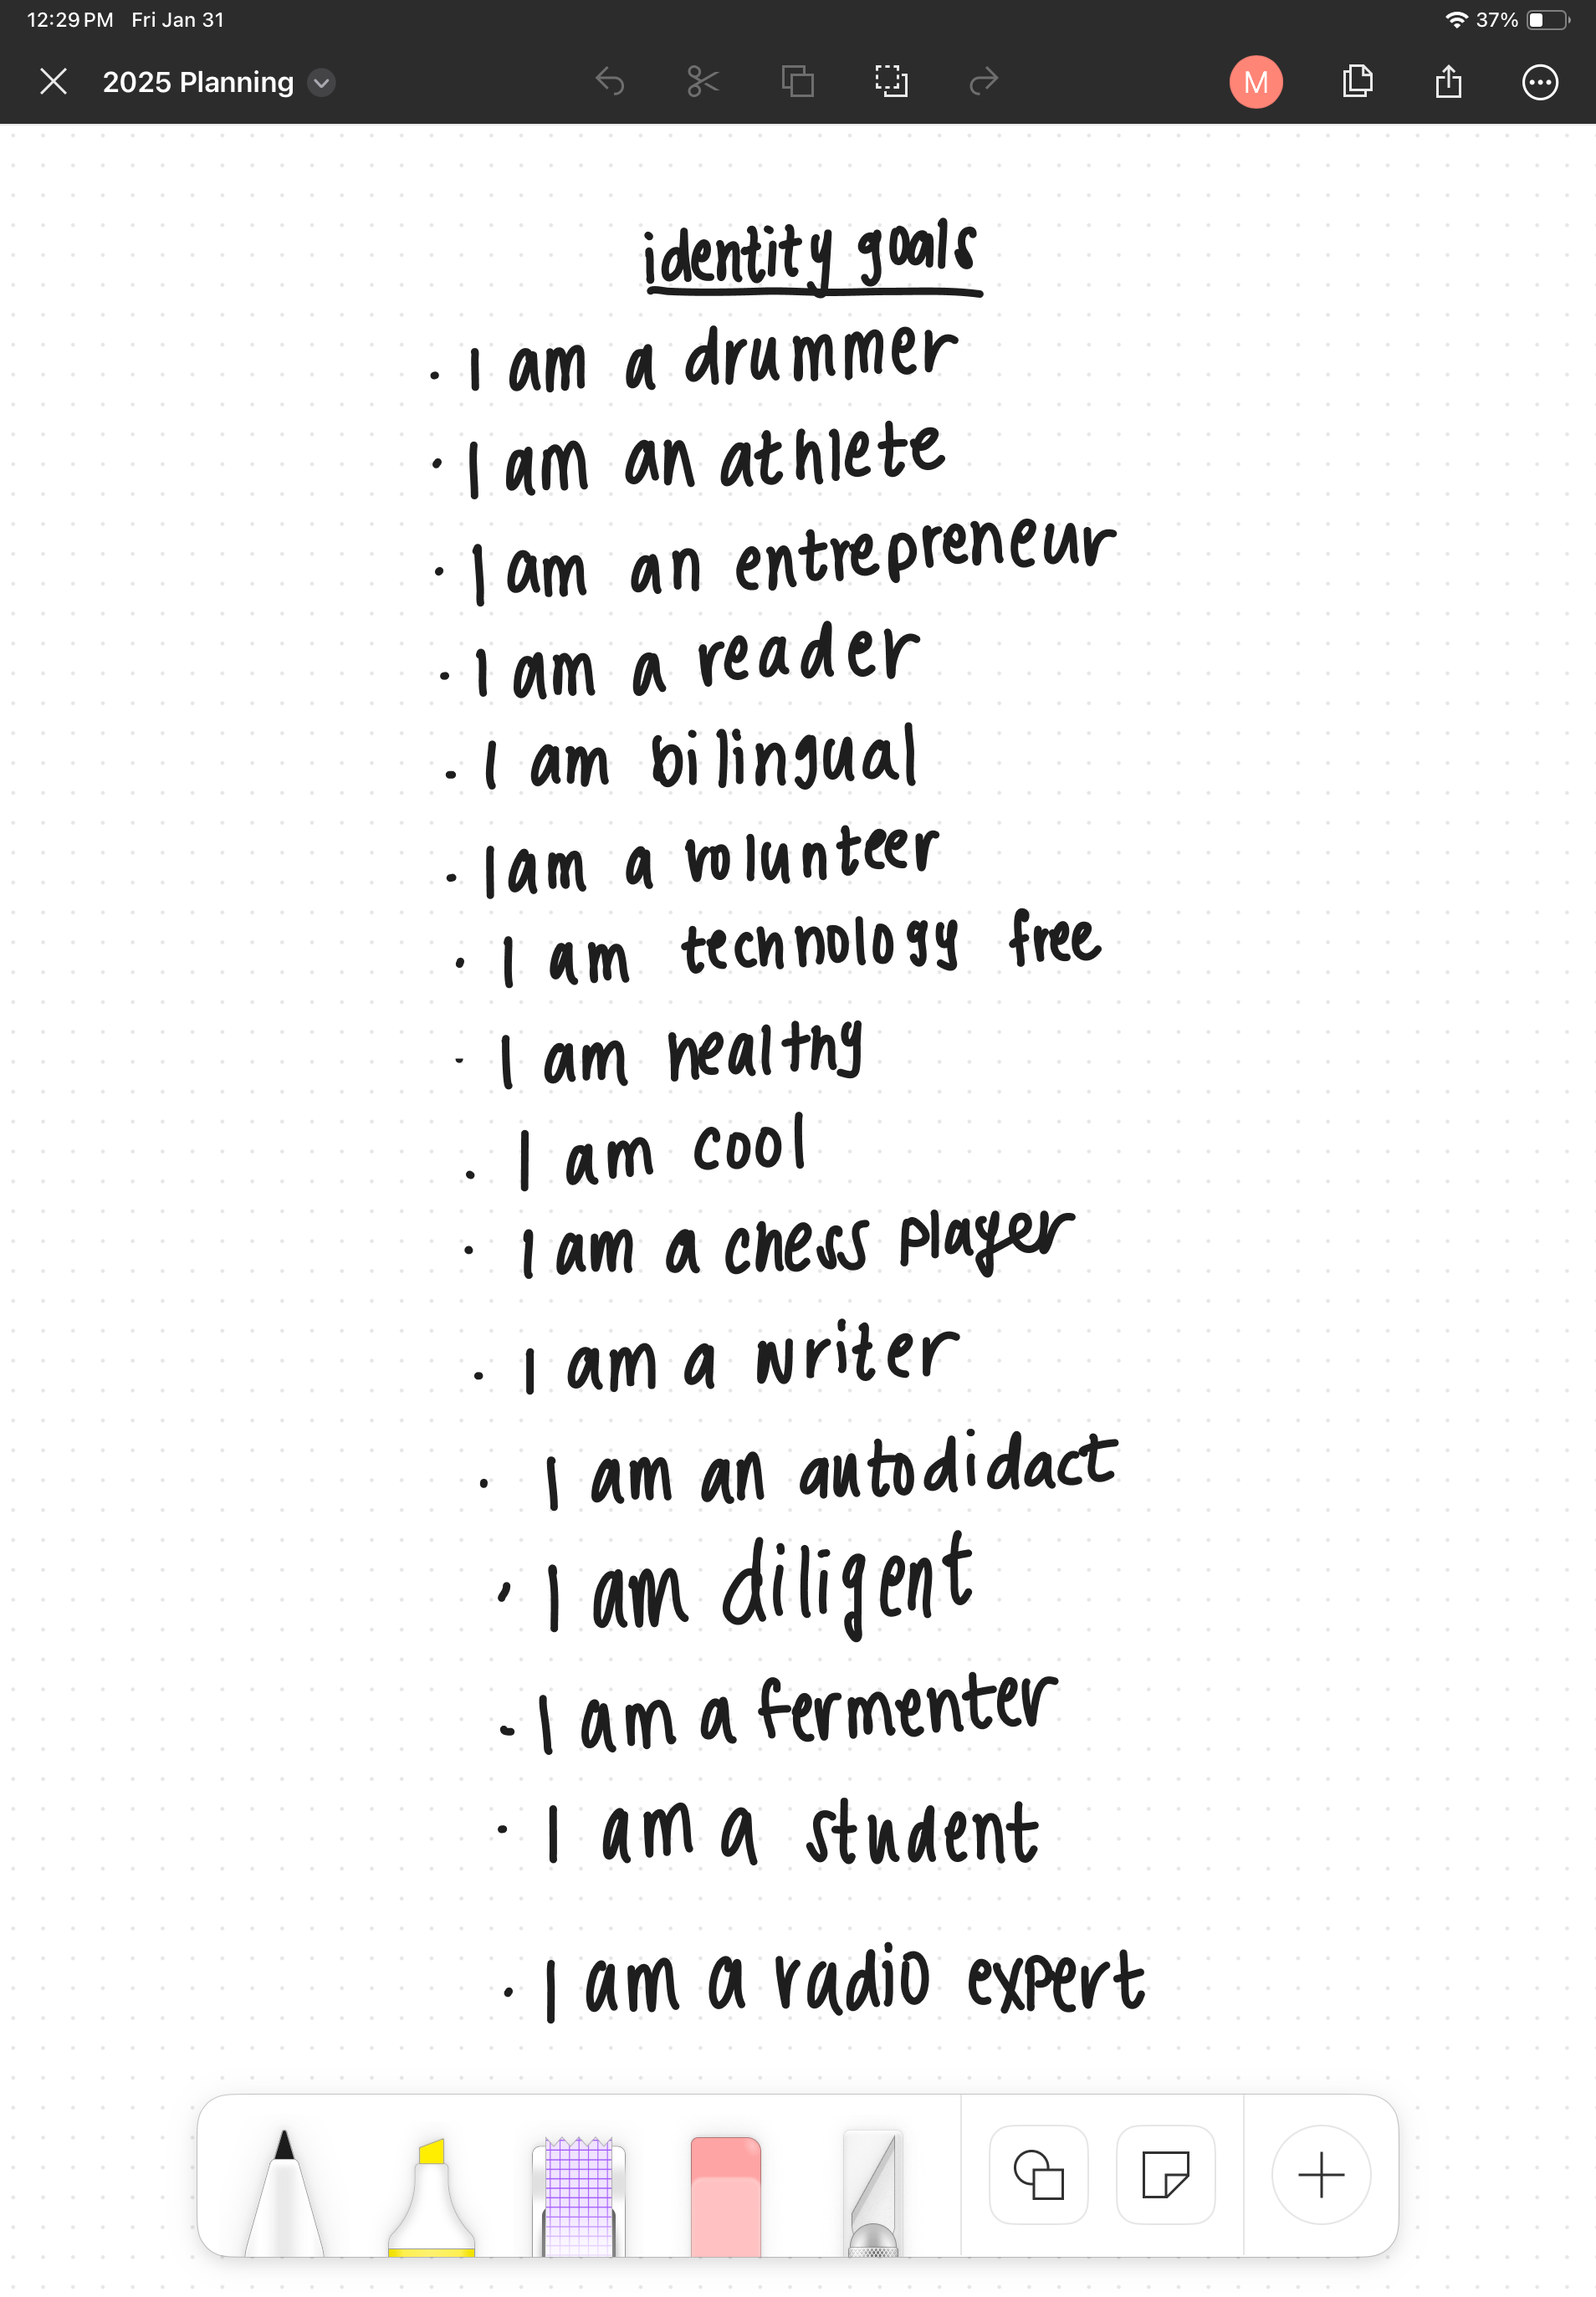 12:29 PM Fri Jan 31 37%
2025 Planning M
identity goals
· I am a drummer
· I am an athlete
· I am an entrepreneur
· I am a reader
· I am bilingual
· I am a volunteer
· I am technology free
· I am healthy
· I am cool
· I am a chess player
· I am a writer
· I am an autodidact
· I am diligent
· I am a fermenter
· I am a student
· I am a radio expert